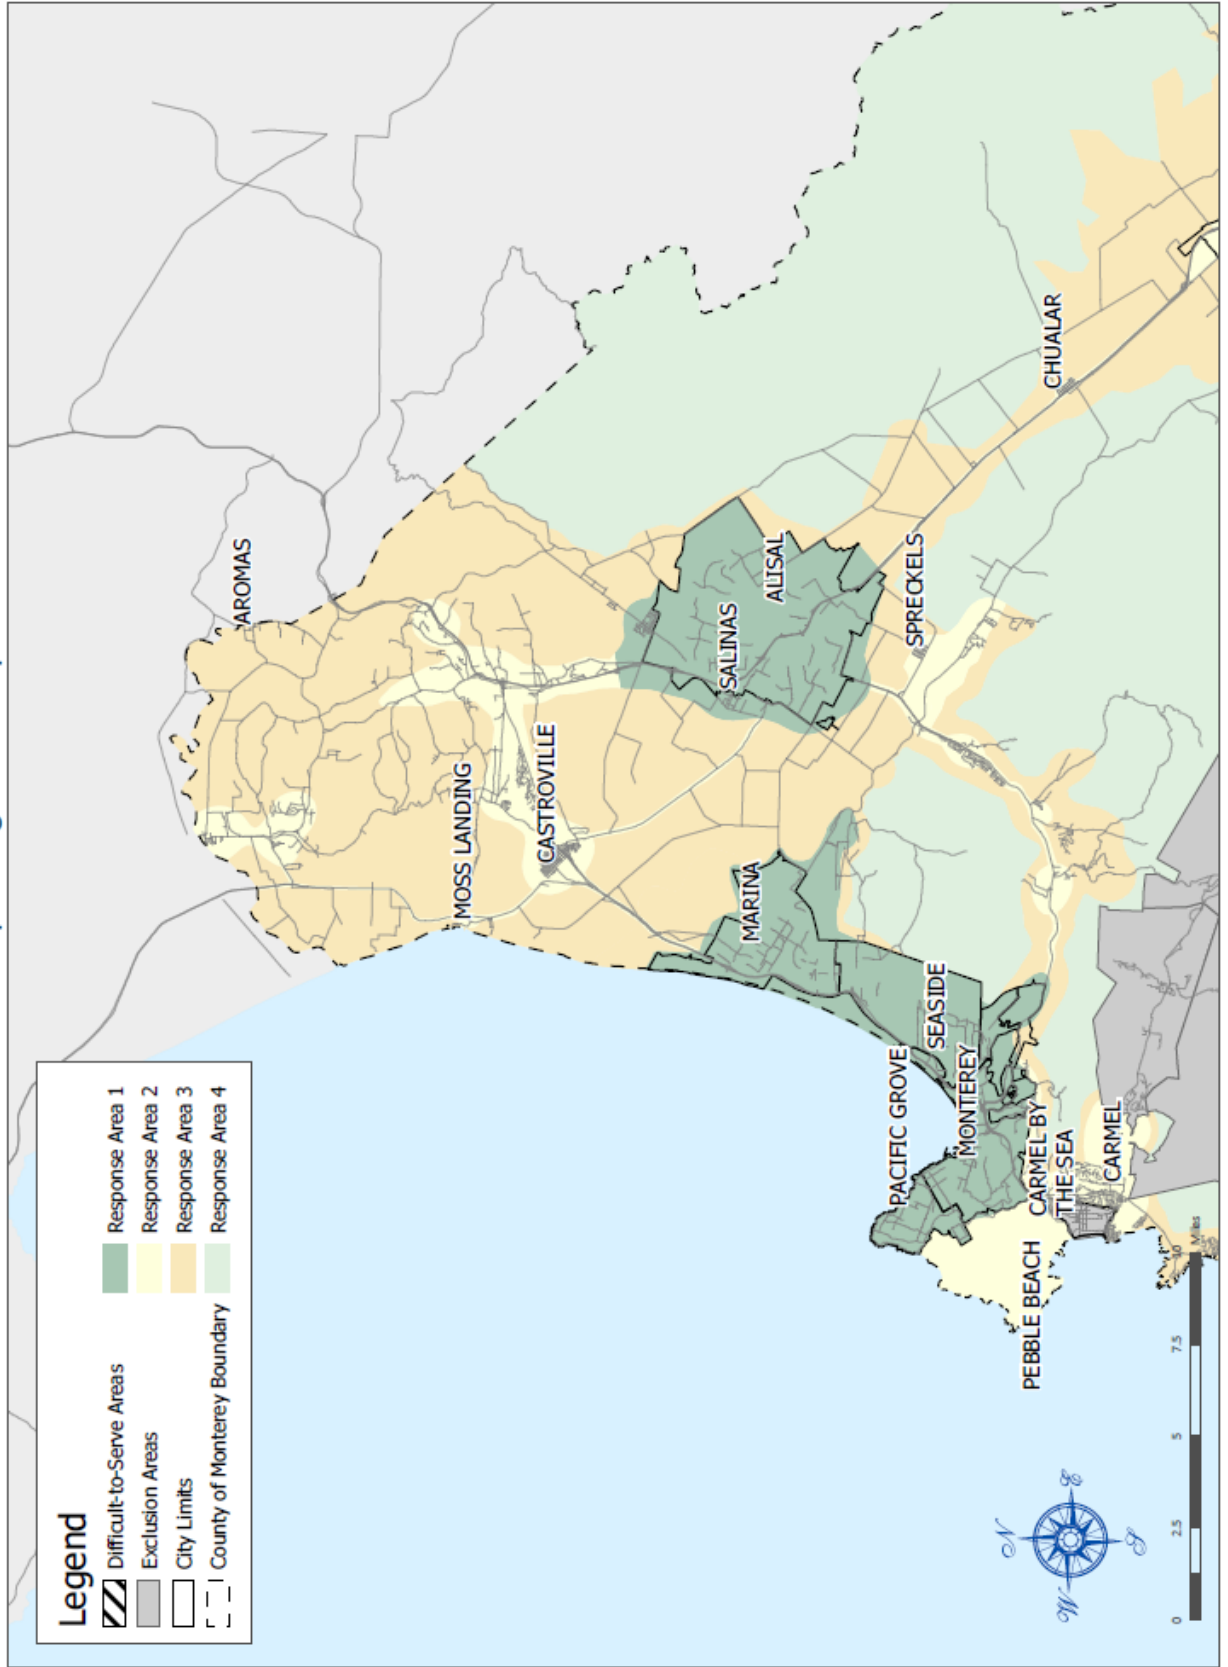 Legend
Difficult-to-Serve Areas
Exclusion Areas
City Limits
County of Monterey Boundary
Response Area 1
Response Area 2
Response Area 3
Response Area 4
AROMAS
MOSS LANDING
CASTROVILLE
SALINAS
ALISAL
MARINA
SPRECKELS
CHUALAR
SEASIDE
PACIFIC GROVE
MONTEREY
CARMEL-BY
THE-SEA
CARMEL
PEBBLE BEACH
N
W
E
S
0
2.5
5
7.5
10
Miles